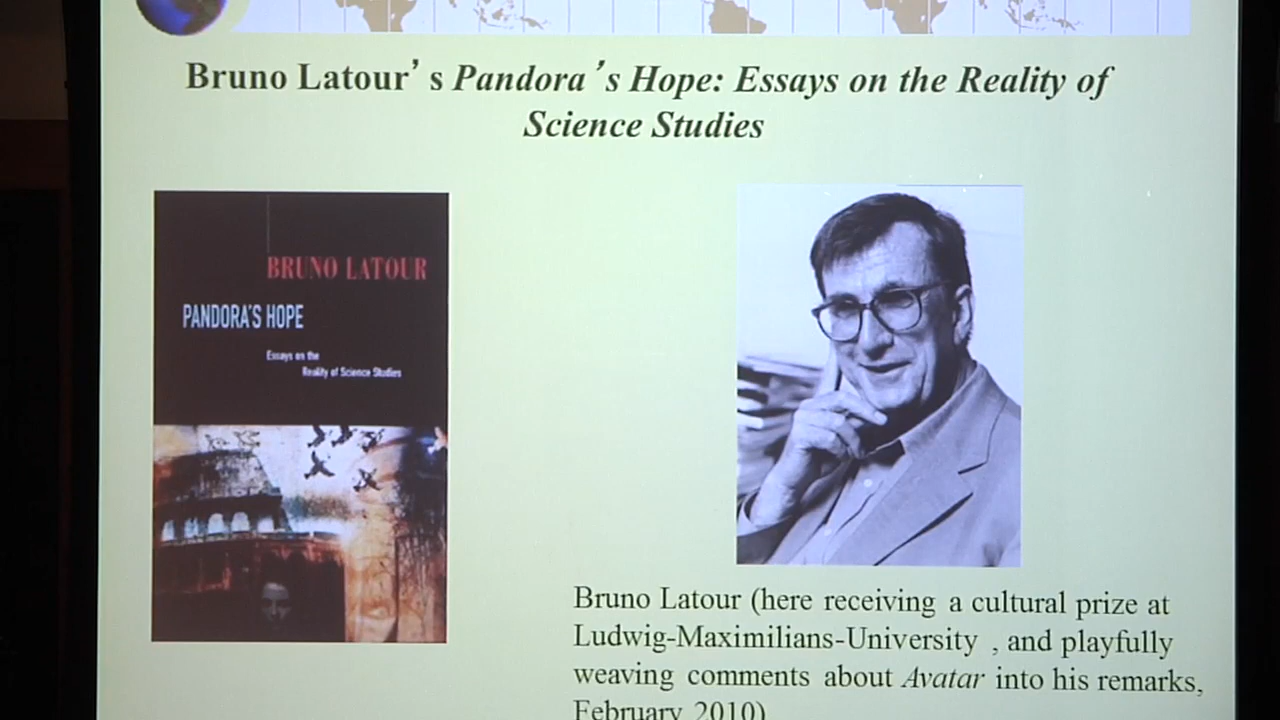 Bruno Latour’s Pandora’s Hope: Essays on the Reality of
Science Studies
BRUNO LATOUR
PANDORA'S HOPE
Essays on the
Reality of Science Studies
Bruno Latour (here receiving a cultural prize at
Ludwig-Maximilians-University , and playfully
weaving comments about Avatar into his remarks,
February 2010)